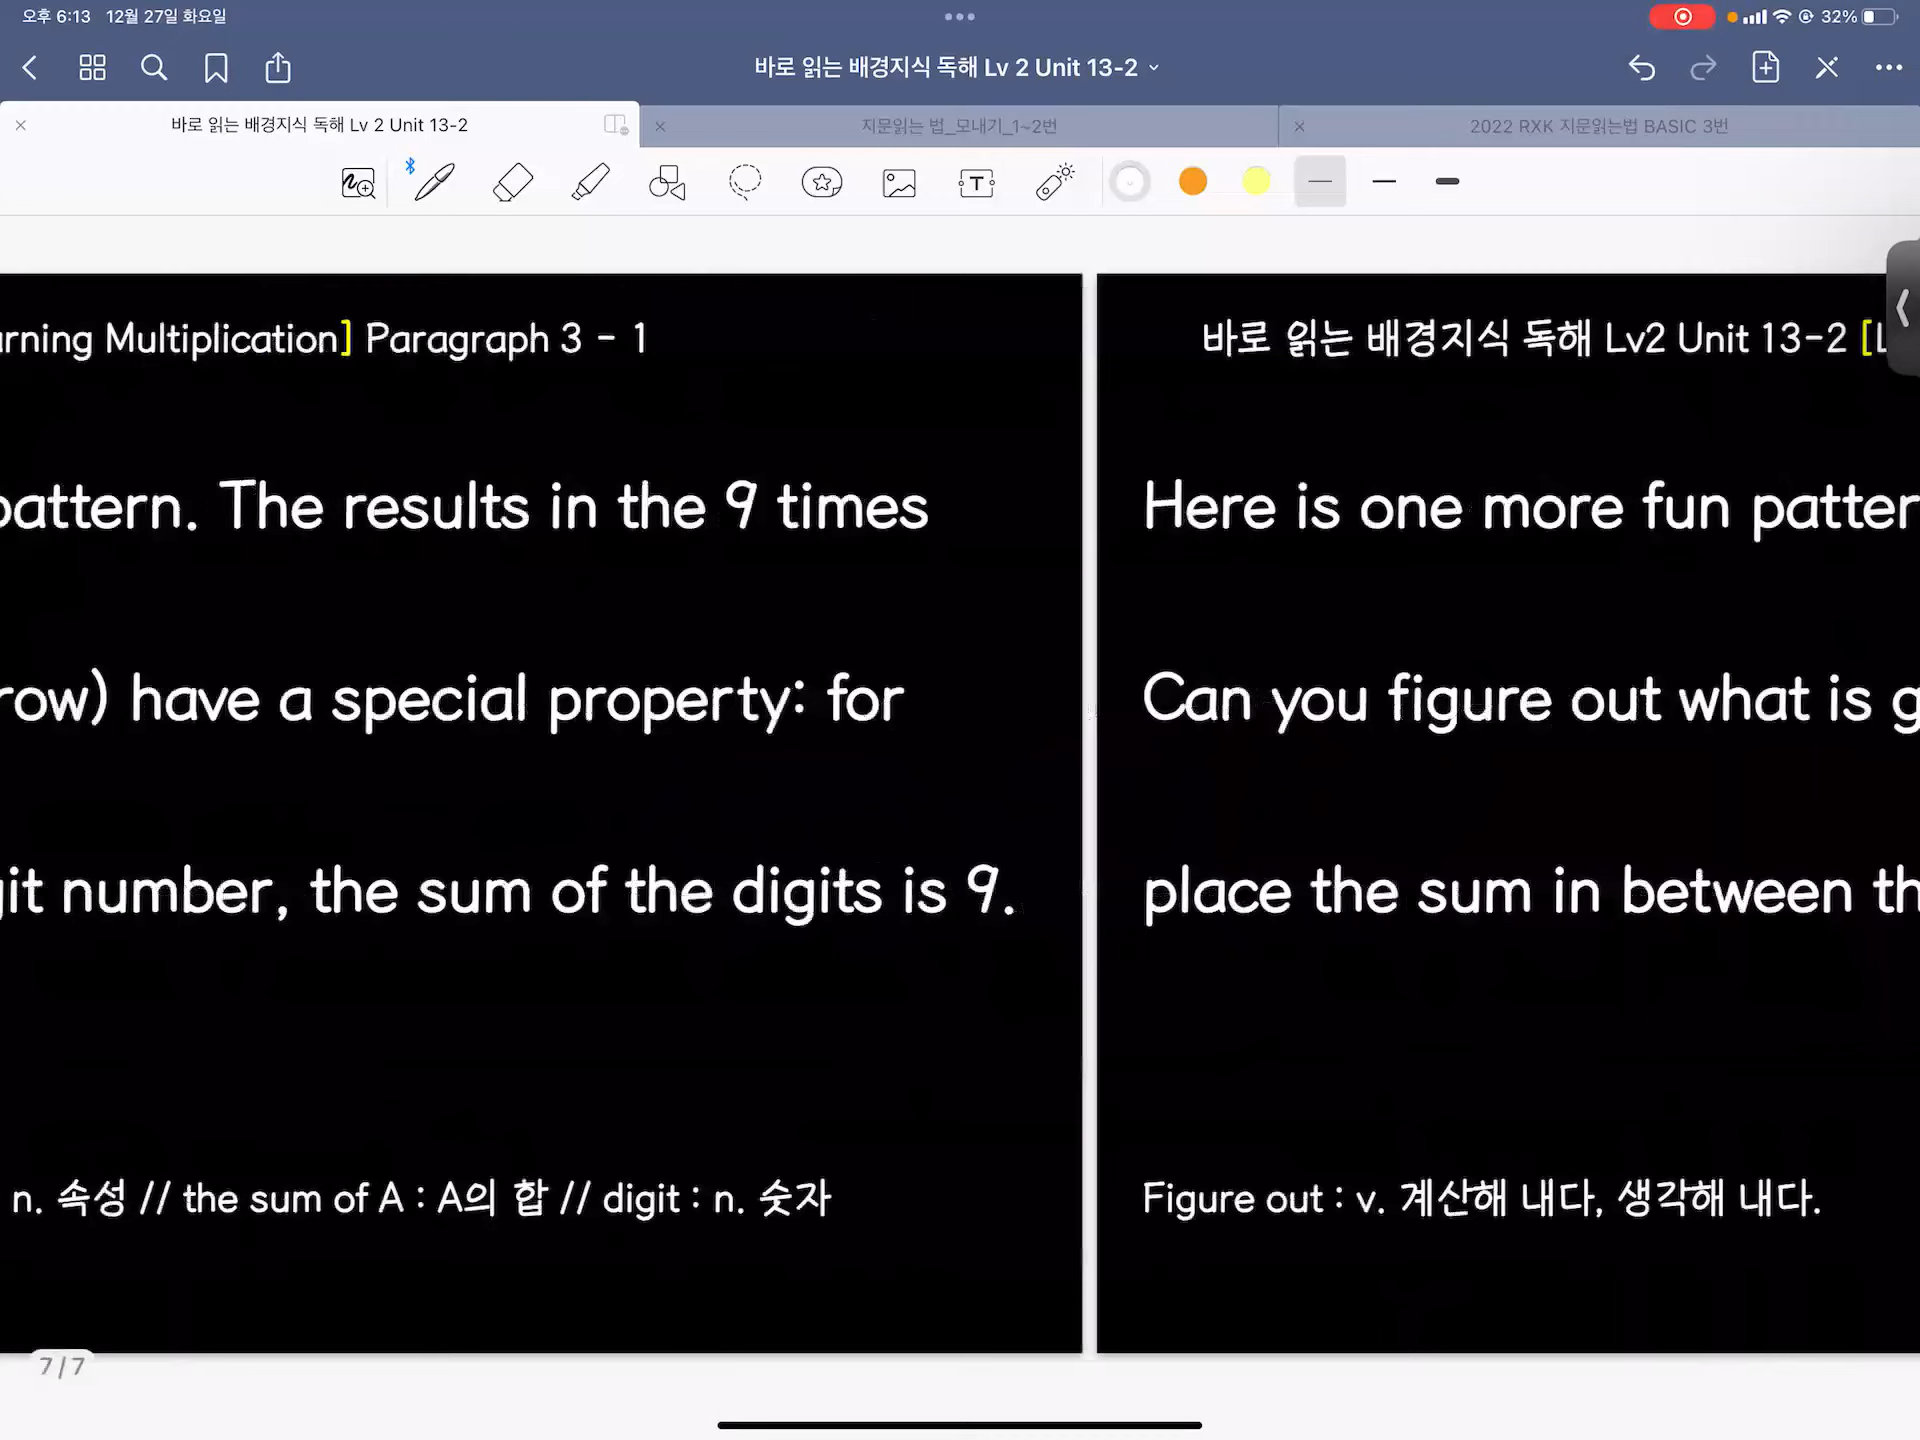 오후 6:13 12월 27일 화요일
32%
바로 읽는 배경지식 독해 Lv 2 Unit 13-2
바로 읽는 배경지식 독해 Lv 2 Unit 13-2
지문읽는 법_모내기_1~2번
2022 RXK 지문읽는법 BASIC 3번
rning Multiplication] Paragraph 3 - 1
pattern. The results in the 9 times
row) have a special property: for
git number, the sum of the digits is 9.
n. 속성 // the sum of A : A의 합 // digit : n. 숫자
바로 읽는 배경지식 독해 Lv2 Unit 13-2 [L
Here is one more fun patter
Can you figure out what is g
place the sum in between th
Figure out : v. 계산해 내다, 생각해 내다.
7/7